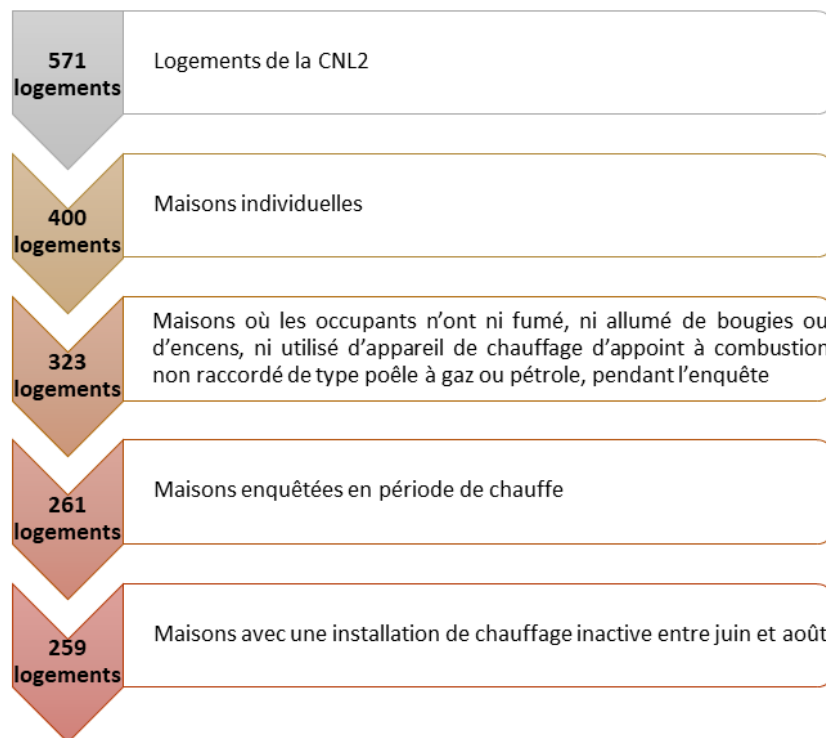 571
logements
Logements de la CNL2
400
logements
Maisons individuelles
323
logements
Maisons où les occupants n'ont ni fumé, ni allumé de bougies ou
d'encens, ni utilisé d'appareil de chauffage d'appoint à combustion
non raccordé de type poêle à gaz ou pétrole, pendant l'enquête
261
logements
Maisons enquêtées en période de chauffe
259
logements
Maisons avec une installation de chauffage inactive entre juin et août